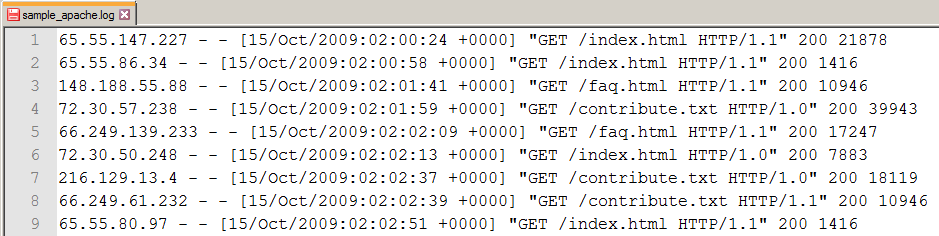 sample_apache.log
1 65.55.147.227 - - [15/Oct/2009:02:00:24 +0000] "GET /index.html HTTP/1.1" 200 21878
2 65.55.86.34 - - [15/Oct/2009:02:00:58 +0000] "GET /index.html HTTP/1.1" 200 1416
3 148.188.55.88 - - [15/Oct/2009:02:01:41 +0000] "GET /faq.html HTTP/1.1" 200 10946
4 72.30.57.238 - - [15/Oct/2009:02:01:59 +0000] "GET /contribute.txt HTTP/1.0" 200 39943
5 66.249.139.233 - - [15/Oct/2009:02:02:09 +0000] "GET /faq.html HTTP/1.1" 200 17247
6 72.30.50.248 - - [15/Oct/2009:02:02:13 +0000] "GET /index.html HTTP/1.0" 200 7883
7 216.129.13.4 - - [15/Oct/2009:02:02:37 +0000] "GET /contribute.txt HTTP/1.0" 200 18119
8 66.249.61.232 - - [15/Oct/2009:02:02:39 +0000] "GET /contribute.txt HTTP/1.1" 200 10946
9 65.55.80.97 - - [15/Oct/2009:02:02:51 +0000] "GET /index.html HTTP/1.1" 200 1416